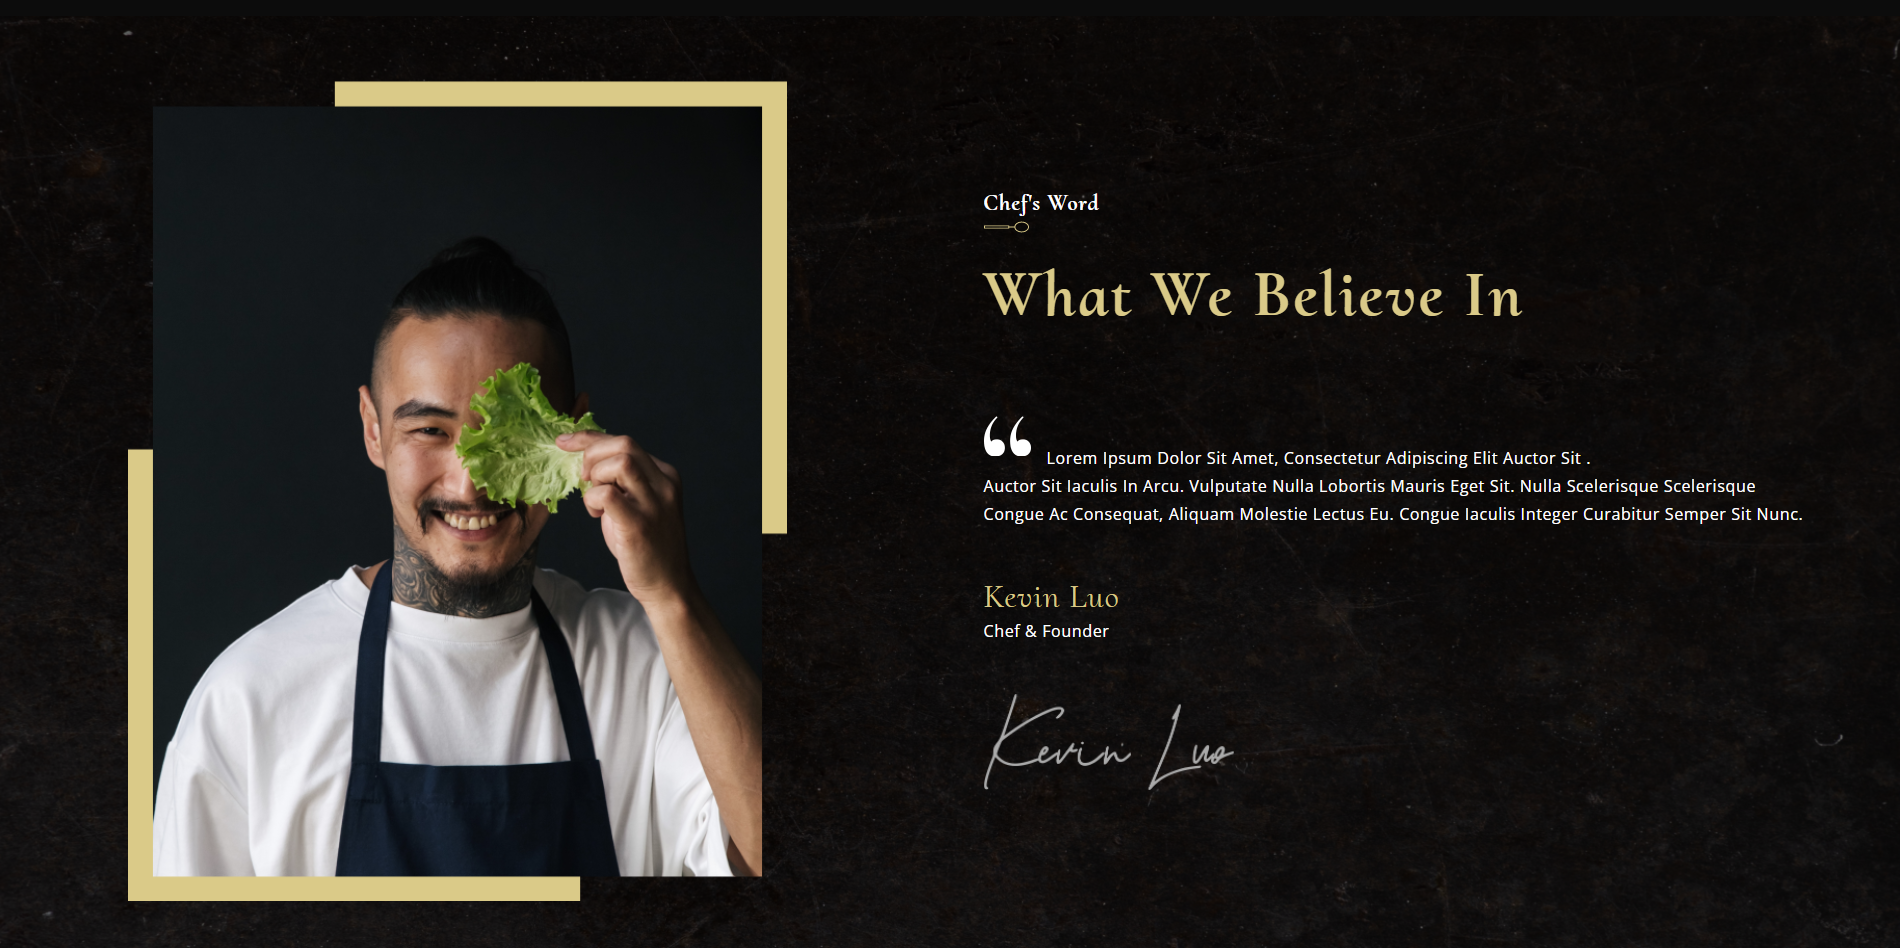 Chef's Word
What We Believe In
“ Lorem Ipsum Dolor Sit Amet, Consectetur Adipiscing Elit Auctor Sit .
Auctor Sit Iaculis In Arcu. Vulputate Nulla Lobortis Mauris Eget Sit. Nulla Scelerisque Scelerisque
Congue Ac Consequat, Aliquam Molestie Lectus Eu. Congue Iaculis Integer Curabitur Semper Sit Nunc.
Kevin Luo
Chef & Founder
Kevin Luo